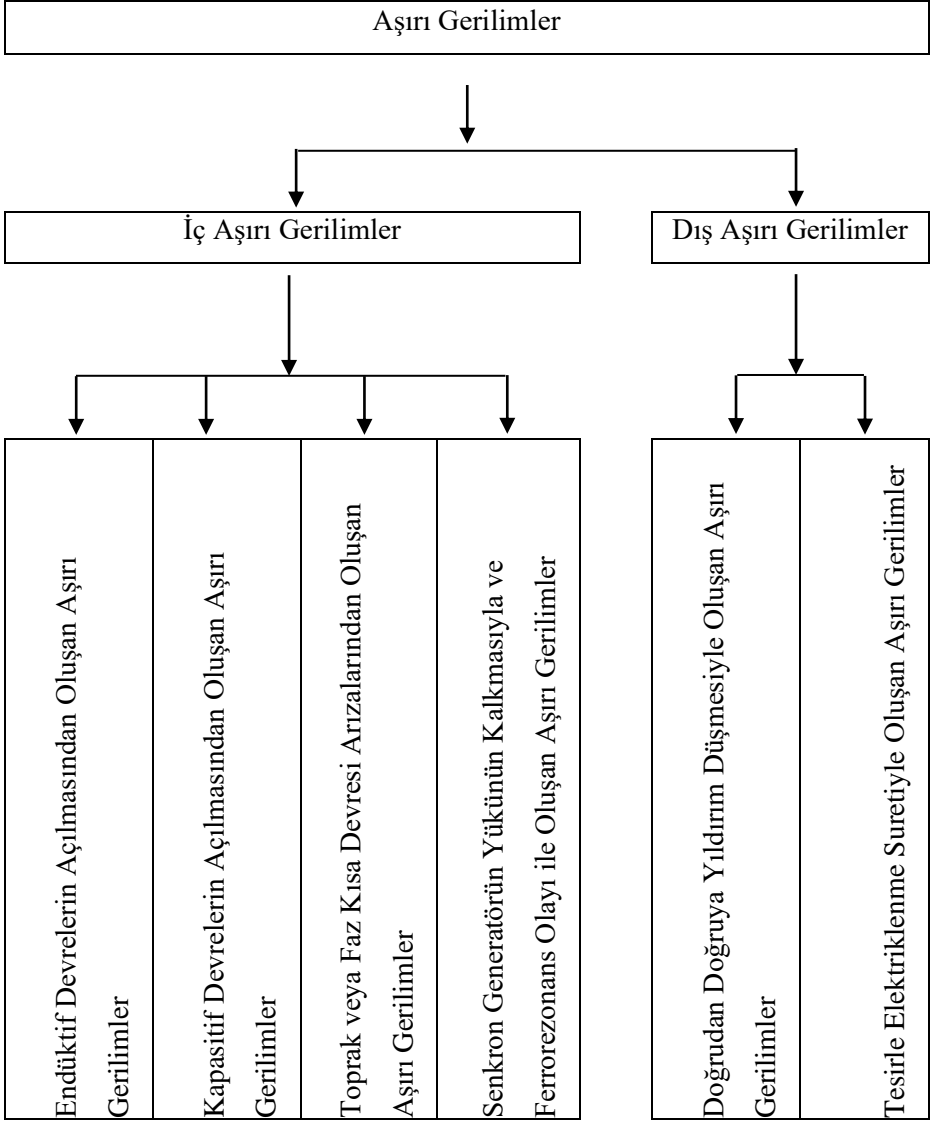 Aşırı Gerilimler
İç Aşırı Gerilimler
Dış Aşırı Gerilimler
Endüktif Devrelerin Açılmasından Oluşan Aşırı
Gerilimler
Kapasitif Devrelerin Açılmasından Oluşan Aşırı
Gerilimler
Toprak veya Faz Kısa Devresi Arızalarından Oluşan
Aşırı Gerilimler
Senkron Generatörün Yükünün Kalkmasıyla ve
Ferrorezonans Olayı ile Oluşan Aşırı Gerilimler
Doğrudan Doğruya Yıldırım Düşmesiyle Oluşan Aşırı
Gerilimler
Tesirle Elektriklenme Suretiyle Oluşan Aşırı Gerilimler